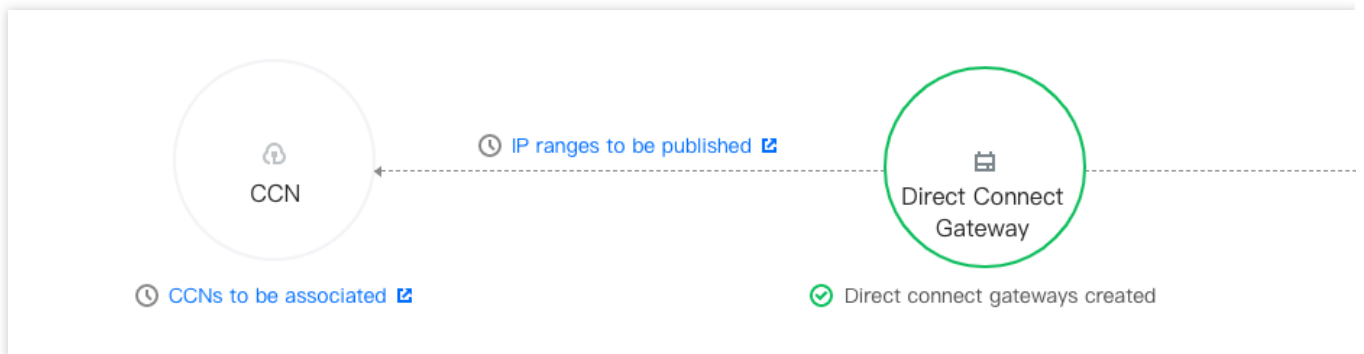 IP ranges to be published
CCN
Direct Connect
Gateway
CCNs to be associated
Direct connect gateways created